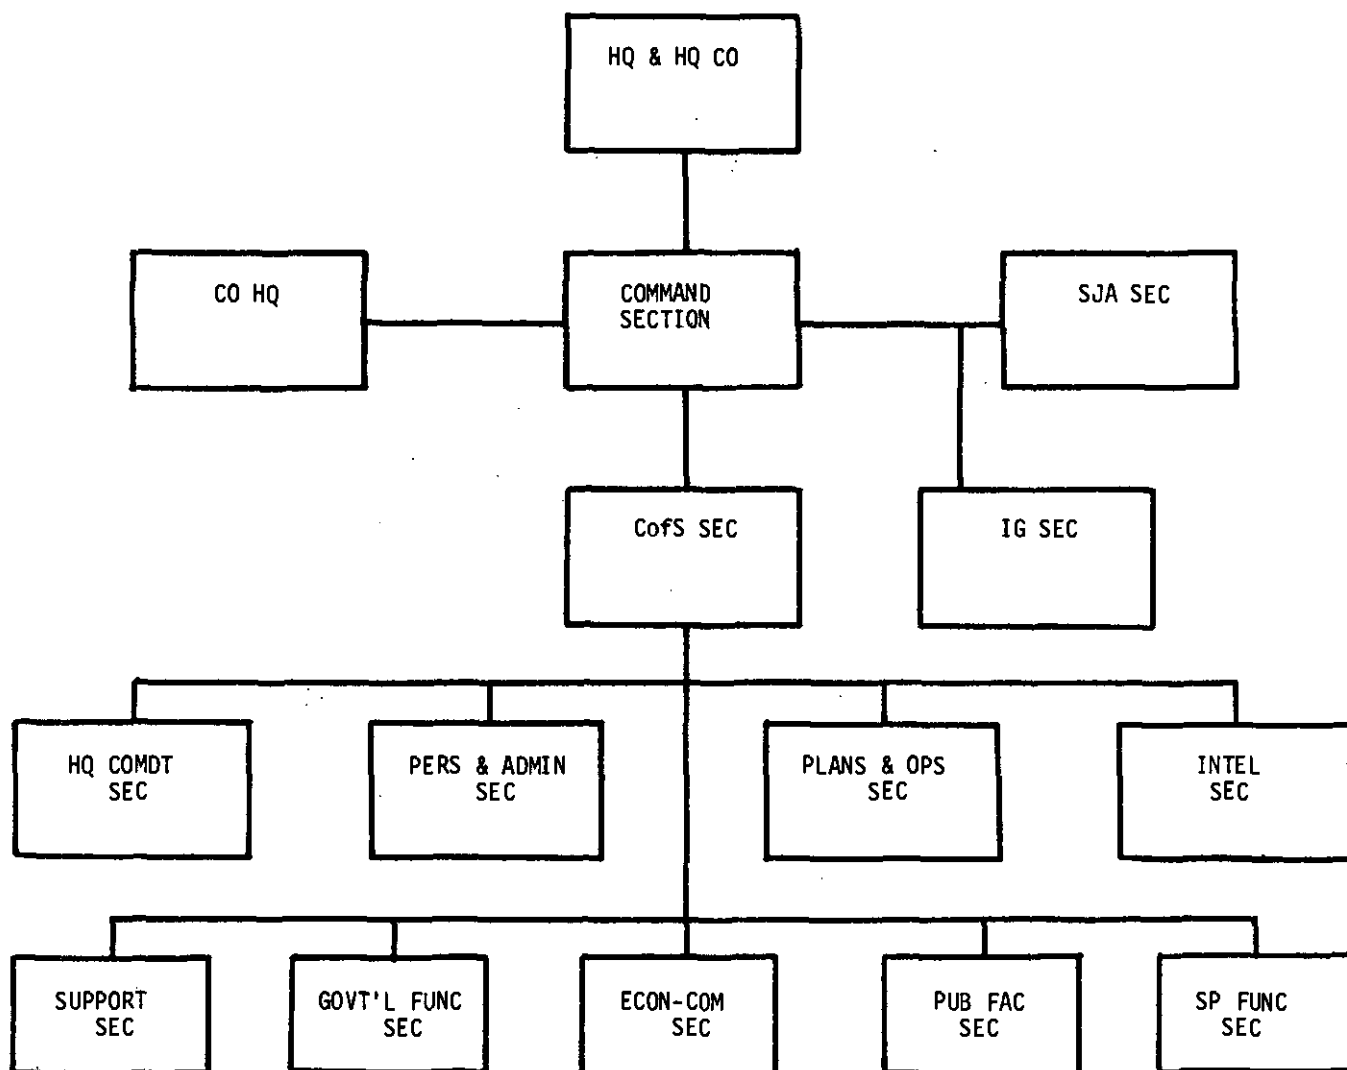 HQ & HQ CO
CO HQ
COMMAND
SECTION
SJA SEC
CofS SEC
IG SEC
HQ COMDT
SEC
PERS & ADMIN
SEC
PLANS & OPS
SEC
INTEL
SEC
SUPPORT
SEC
GOVT'L FUNC
SEC
ECON-COM
SEC
PUB FAC
SEC
SP FUNC
SEC